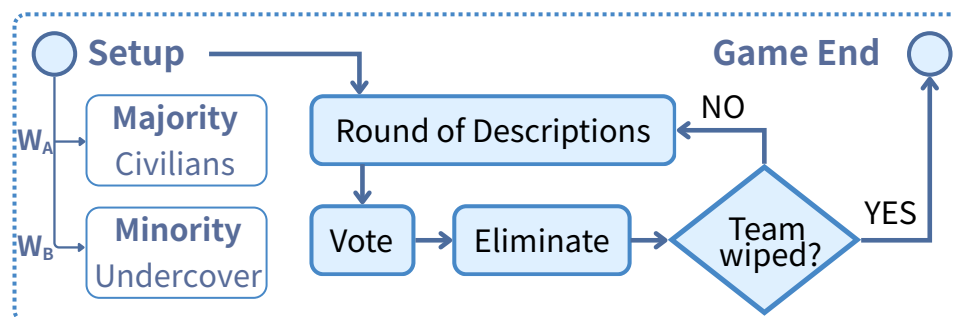 Setup
Game End
W_A
Majority
Civilians
W_B
Minority
Undercover
Round of Descriptions
NO
Vote
Eliminate
Team
wiped?
YES